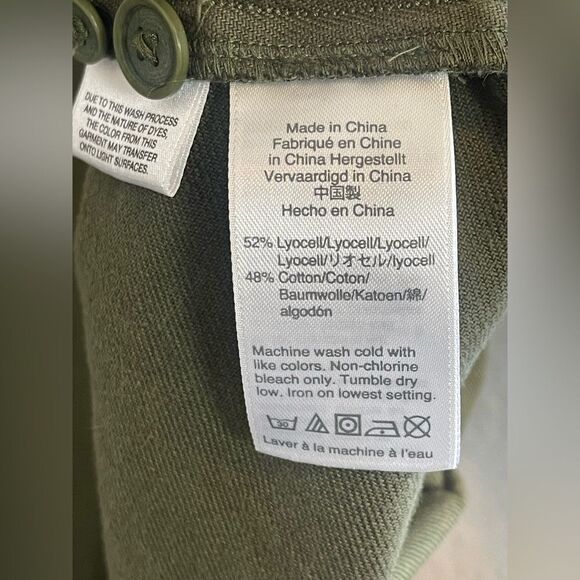 DUE TO THIS WASH PROCESS
AND THE NATURE OF DYES,
THE COLOR FROM THIS
GARMENT MAY TRANSFER
ONTO LIGHT SURFACES.
Made in China
Fabriqué en Chine
in China Hergestellt
Vervaardigd in China
中国製
Hecho en China
52% Lyocell/Lyocell/Lyocell/
Lyocell/リオセル/lyocell
48% Cotton/Coton/
Baumwolle/Katoen/綿/
algodón
Machine wash cold with
like colors. Non-chlorine
bleach only. Tumble dry
low. Iron on lowest setting.
30
Laver à la machine à l'eau